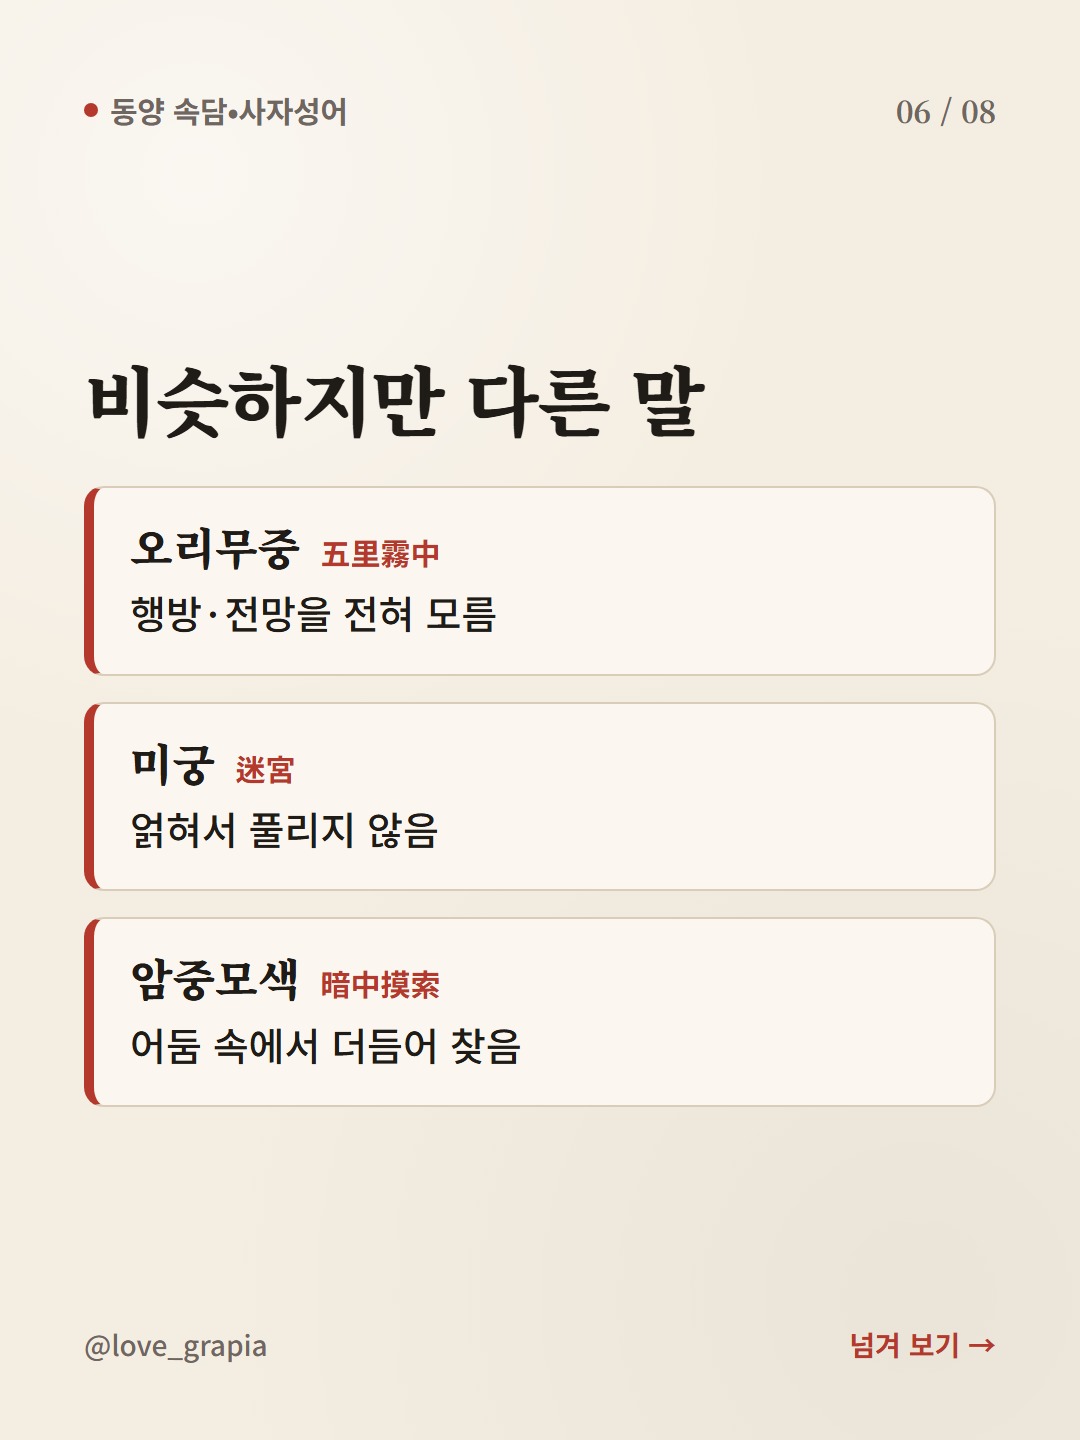 동양 속담•사자성어
06 / 08
비슷하지만 다른 말
오리무중 五里霧中
행방·전망을 전혀 모름
미궁 迷宮
얽혀서 풀리지 않음
암중모색 暗中摸索
어둠 속에서 더듬어 찾음
@love_grapia
넘겨 보기 →